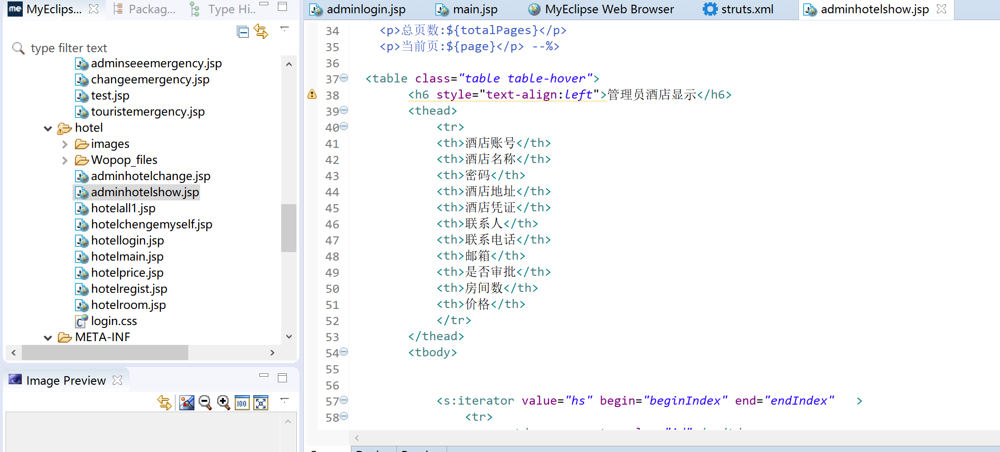 MyEclips...
Packag...
Type Hi..
type filter text
adminseeemergency.jsp
changeemergency.jsp
test.jsp
touristemergency.jsp
hotel
images
Wopop_files
adminhotelchange.jsp
adminhotelshow.jsp
hotelall1.jsp
hotelchengemyself.jsp
hotellogin.jsp
hotelmain.jsp
hotelprice.jsp
hotelregist.jsp
hotelroom.jsp
login.css
META-INF
Image Preview
100
adminlogin.jsp
main.jsp
MyEclipse Web Browser
struts.xml
adminhotelshow.jsp
34 <p>总页数:${totalPages}</p>
35 <p>当前页:${page}</p> --%>
36
37 <table class="table table-hover">
38 <h6 style="text-align:left">管理员酒店显示</h6>
39 <thead>
40 <tr>
41 <th>酒店账号</th>
42 <th>酒店名称</th>
43 <th>密码</th>
44 <th>酒店地址</th>
45 <th>酒店凭证</th>
46 <th>联系人</th>
47 <th>联系电话</th>
48 <th>邮箱</th>
49 <th>是否审批</th>
50 <th>房间数</th>
51 <th>价格</th>
52 </tr>
53 </thead>
54 <tbody>
55
56
57 <s:iterator value="hs" begin="beginIndex" end="endIndex" >
58 <tr>